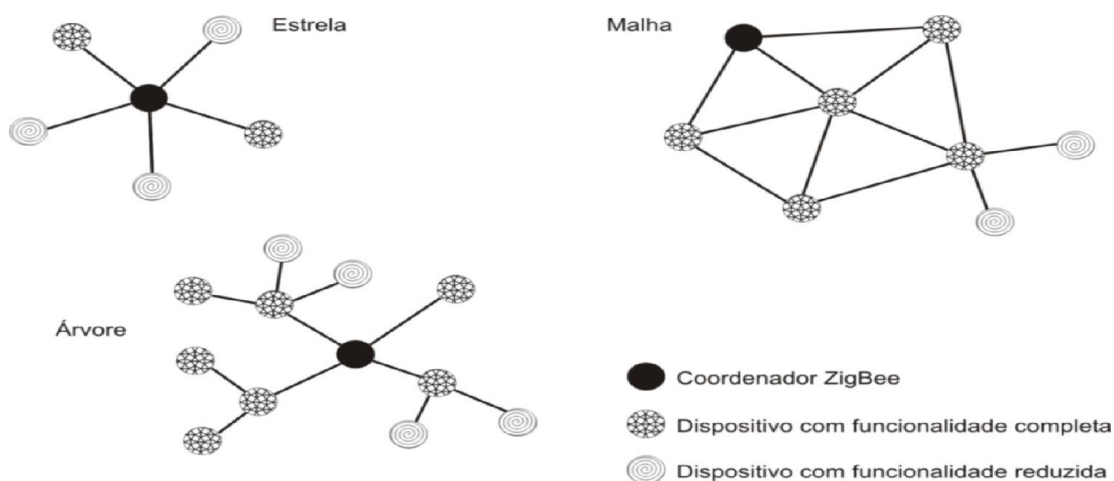 Estrela
Malha
Árvore
Coordenador ZigBee
Dispositivo com funcionalidade completa
Dispositivo com funcionalidade reduzida